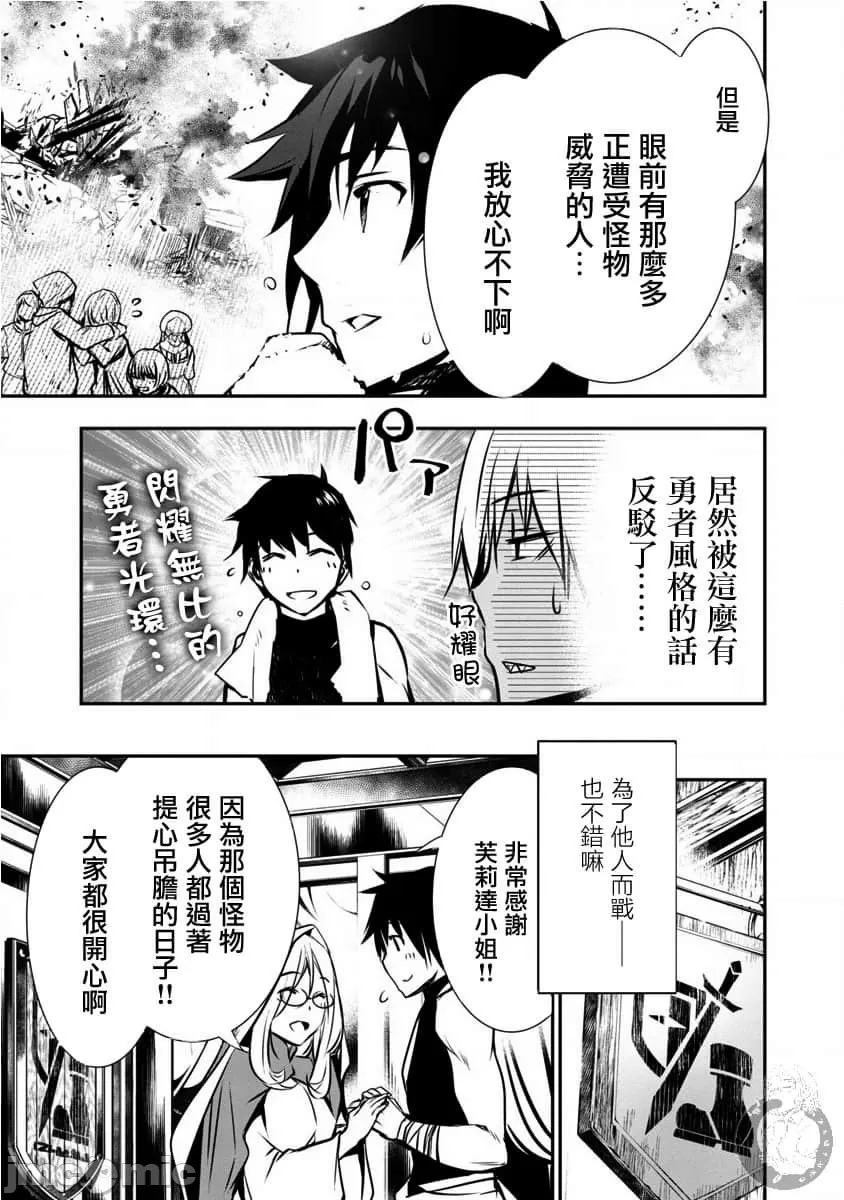 但是
眼前有那麼多
正遭受怪物
威脅的人…
我放心不下啊
居然被這麼有
勇者風格的話
反駁了……
好耀眼
パァ
閃耀無比的
勇者光環…
為了他人而戰——
也不錯嘛
非常感謝
芙莉達小姐!!
因為那個怪物
很多人都過著
提心吊膽的日子!!
大家都很開心啊